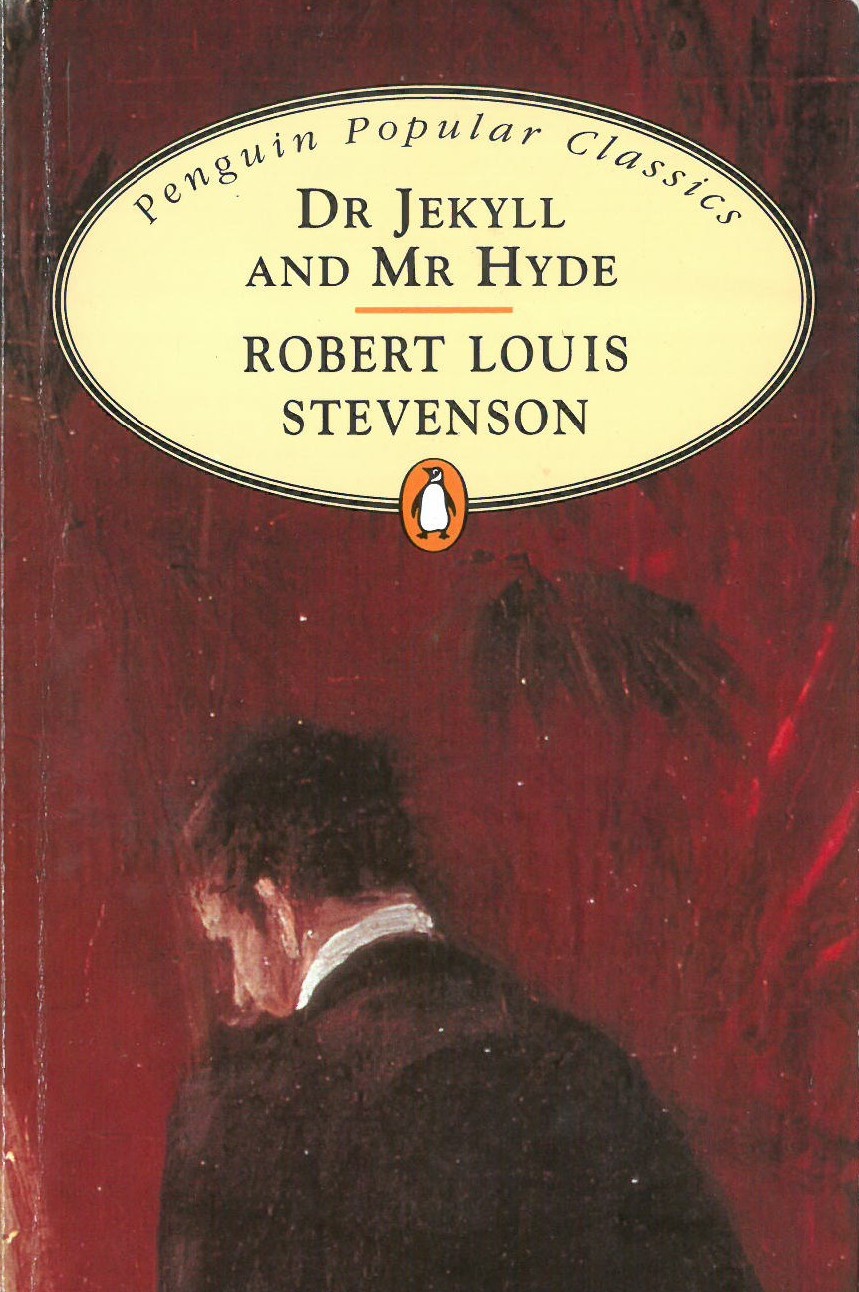 Penguin Popular Classics
DR JEKYLL
AND MR HYDE
ROBERT LOUIS
STEVENSON